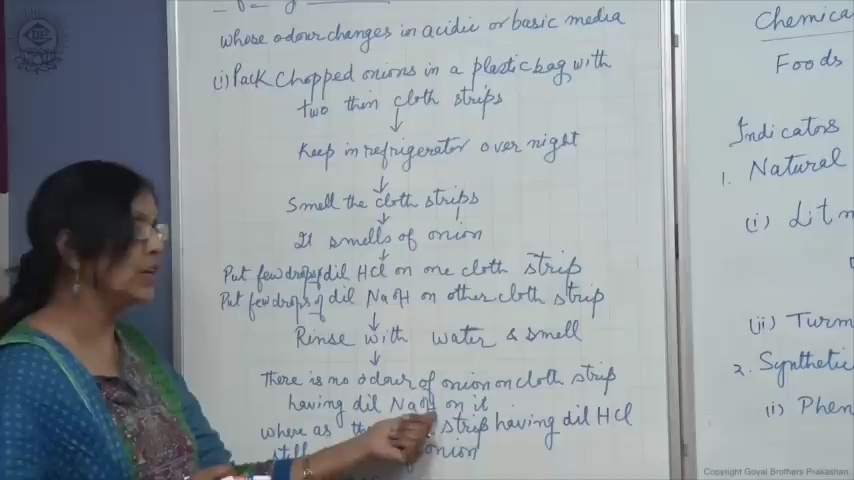 whose odour changes in acidic or basic media
(i) Pack chopped onions in a plastic bag with
two thin cloth strips
↓
Keep in refrigerator over night
↓
Smell the cloth strips
↓
It smells of onion
↓
Put few drops of dil HCl on one cloth strip
Put few drops of dil NaOH on other cloth strip
↓
Rinse with water & smell
↓
There is no odour of onion on cloth strip
having dil NaOH on it
where as strip having dil HCl
still onion
Chemica
Foods
Indicators
1. Natural
(i) Litm
(ii) Turm
2. Synthetic
(i) Phen
Copyright Goyal Brothers Prakashan